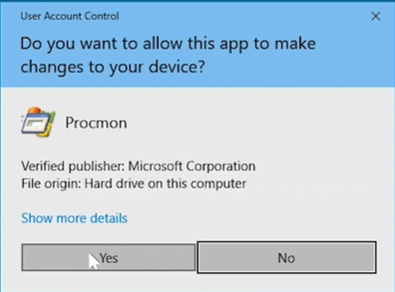 User Account Control
Do you want to allow this app to make
changes to your device?
Procmon
Verified publisher: Microsoft Corporation
File origin: Hard drive on this computer
Show more details
Yes
No